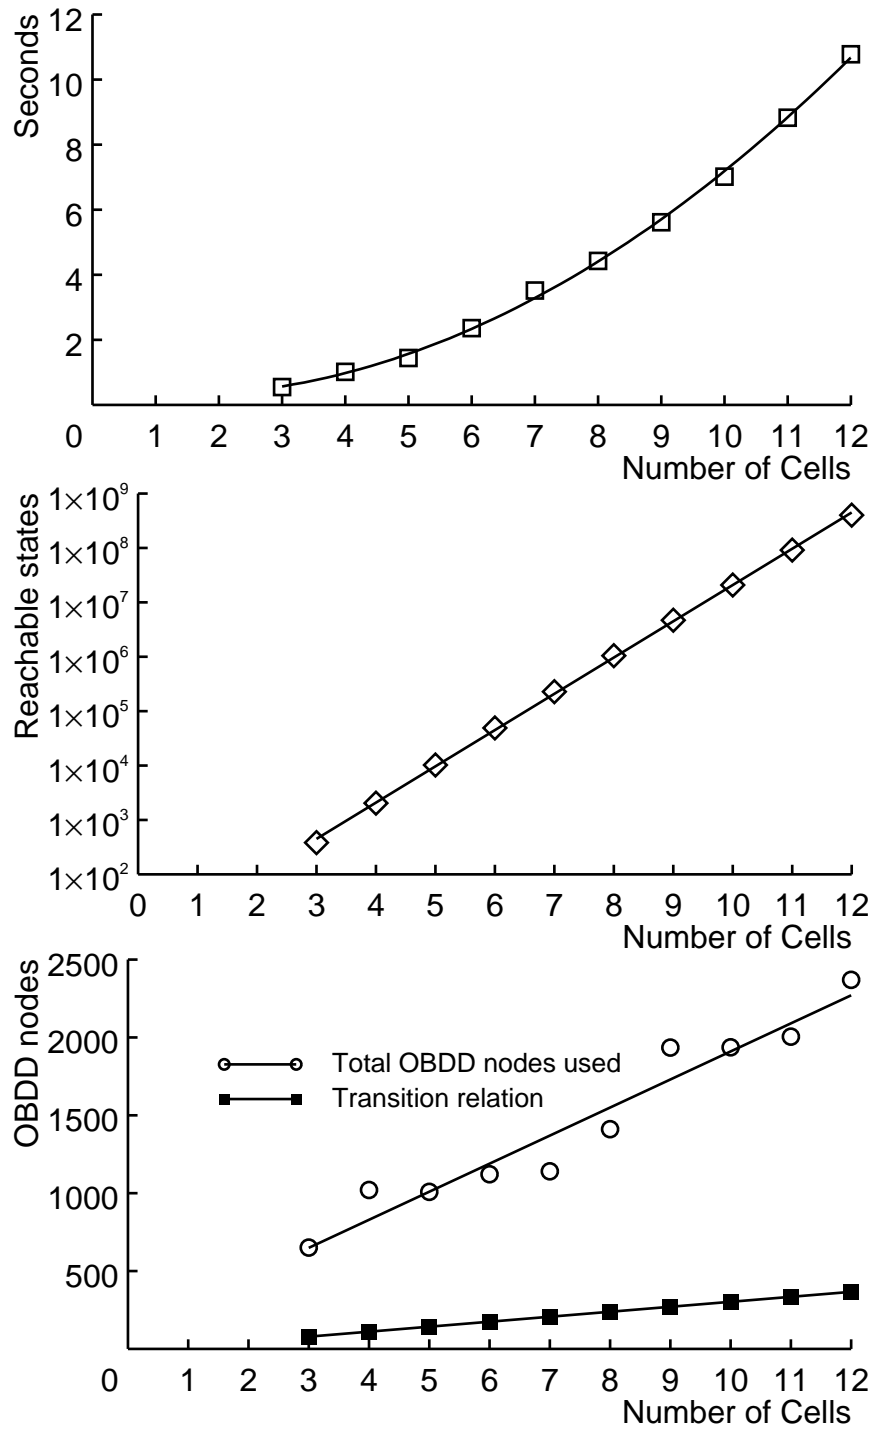 Seconds
12
10
8
6
4
2
0 1 2 3 4 5 6 7 8 9 10 11 12
Number of Cells
Reachable states
1×10⁹
1×10⁸
1×10⁷
1×10⁶
1×10⁵
1×10⁴
1×10³
1×10²
0 1 2 3 4 5 6 7 8 9 10 11 12
Number of Cells
OBDD nodes
2500
2000
1500
1000
500
Total OBDD nodes used
Transition relation
0 1 2 3 4 5 6 7 8 9 10 11 12
Number of Cells